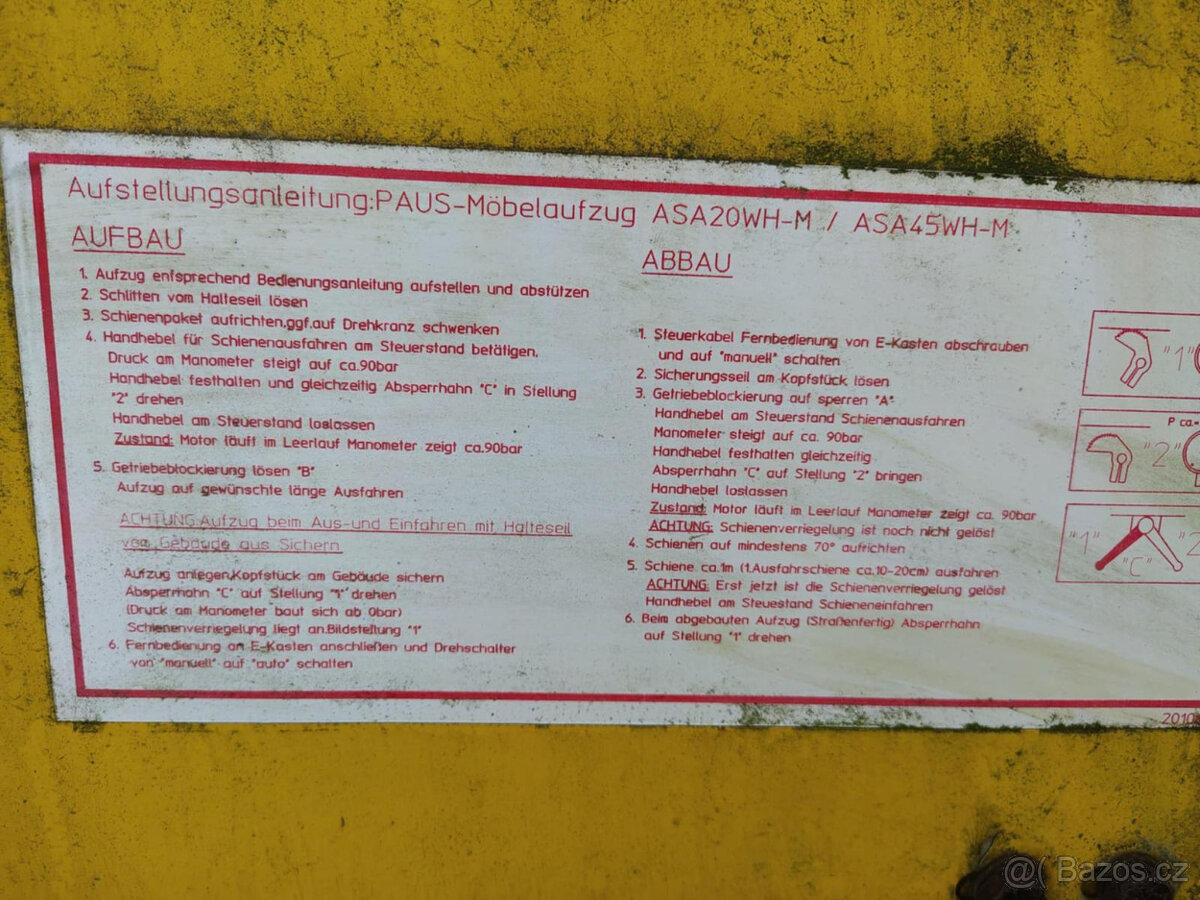 Aufstellungsanleitung:PAUS-Möbelaufzug ASA20WH-M / ASA45WH-M
AUFBAU
1. Aufzug entsprechend Bedienungsanleitung aufstellen und abstützen
2. Schlitten vom Halteseil lösen
3. Schienenpaket aufrichten,ggf.auf Drehkranz schwenken
4. Handhebel für Schienenausfahren am Steuerstand betätigen,
Druck am Manometer steigt auf ca.90bar
Handhebel festhalten und gleichzeitig Absperrhahn "C" in Stellung
"2" drehen
Handhebel am Steuerstand loslassen
Zustand: Motor läuft im Leerlauf Manometer zeigt ca.90bar
5. Getriebeblockierung lösen "B"
Aufzug auf gewünschte länge Ausfahren
ACHTUNG:Aufzug beim Aus-und Einfahren mit Halteseil
vom Gebäude aus Sichern
Aufzug anlegen,Kopfstück am Gebäude sichern
Absperrhahn "C" auf Stellung "1" drehen
(Druck am Manometer baut sich ab 0bar)
Schienenverriegelung liegt an.Bildstellung "1"
6. Fernbedienung an E-Kasten anschließen und Drehschalter
von "manuell" auf "auto" schalten
ABBAU
1. Steuerkabel Fernbedienung von E-Kasten abschrauben
und auf "manuell" schalten
2. Sicherungsseil am Kopfstück lösen
3. Getriebeblockierung auf sperren "A"
Handhebel am Steuerstand Schienenausfahren
Manometer steigt auf ca. 90bar
Handhebel festhalten gleichzeitig
Absperrhahn "C" auf Stellung "2" bringen
Handhebel loslassen
Zustand: Motor läuft im Leerlauf Manometer zeigt ca. 90bar
ACHTUNG: Schienenverriegelung ist noch nicht gelöst
4. Schienen auf mindestens 70° aufrichten
5. Schiene ca.1m (1.Ausfahrschiene ca.10-20cm) ausfahren
ACHTUNG: Erst jetzt ist die Schienenverriegelung gelöst
Handhebel am Steuestand Schieneneinfahren
6. Beim abgebauten Aufzug (Straßenfertig) Absperrhahn
auf Stellung "1" drehen
"1"
P ca.
"2"
"1" "C" "2
2010
@( Bazos.cz